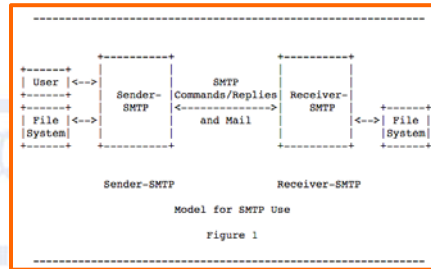 ----------------------------------------------------------------------
+----------+                +----------+
+------+    |          |                |          |
| User |<-->|          |      SMTP      |          |
+------+    |  Sender- |Commands/Replies| Receiver-|
+------+    |   SMTP   |<-------------->|   SMTP   |    +------+
| File |<-->|          |    and Mail    |          |<-->| File |
|System|    |          |                |          |    |System|
+------+    +----------+                +----------+    +------+
Sender-SMTP                Receiver-SMTP
Model for SMTP Use
Figure 1
----------------------------------------------------------------------